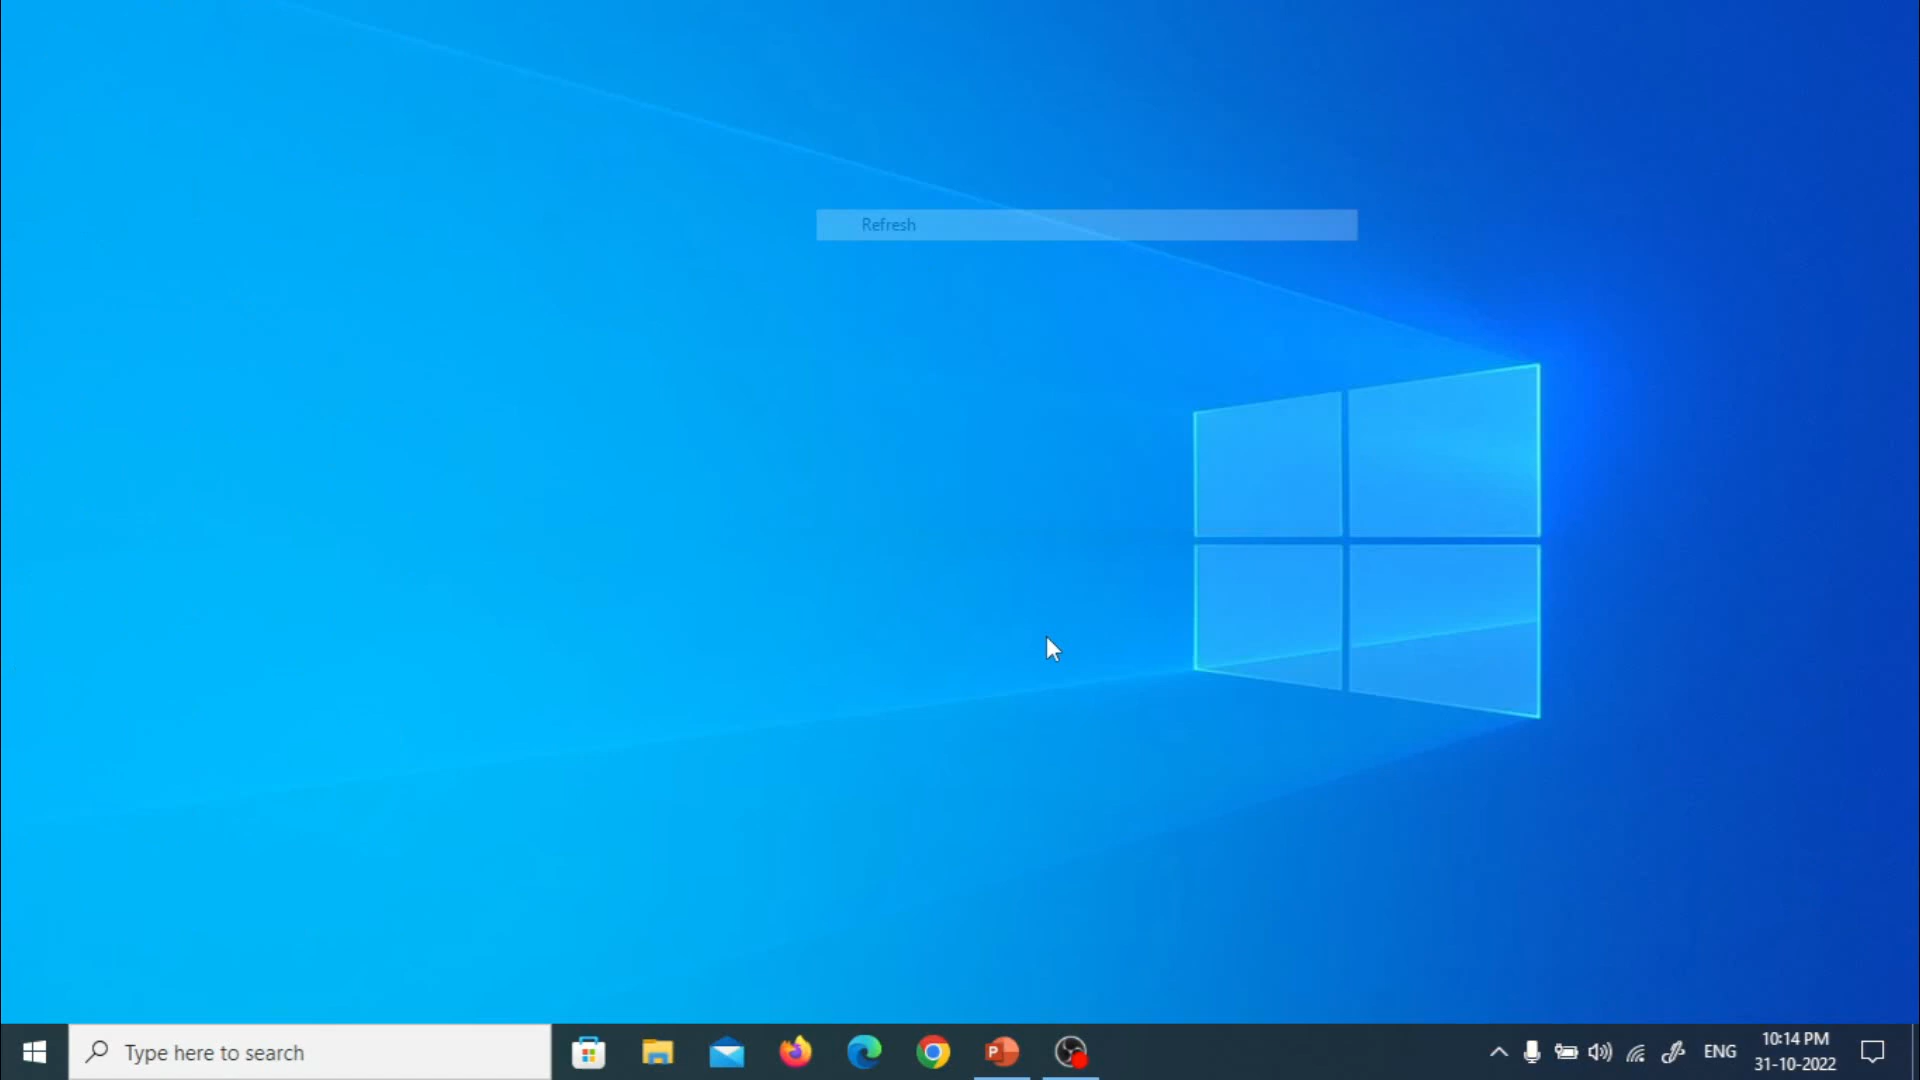 Refresh
Type here to search
P
ENG
10:14 PM
31-10-2022